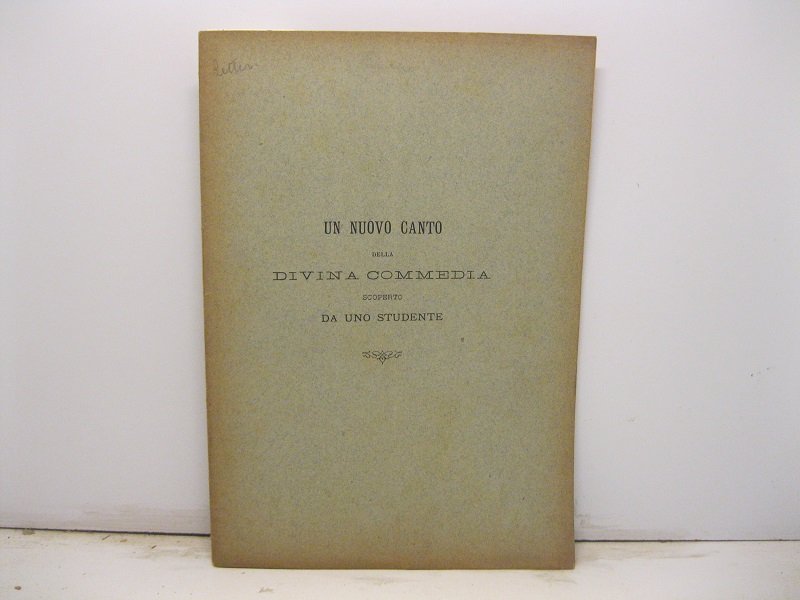 UN NUOVO CANTO
DELLA
DIVINA COMMEDIA
SCOPERTO
DA UNO STUDENTE